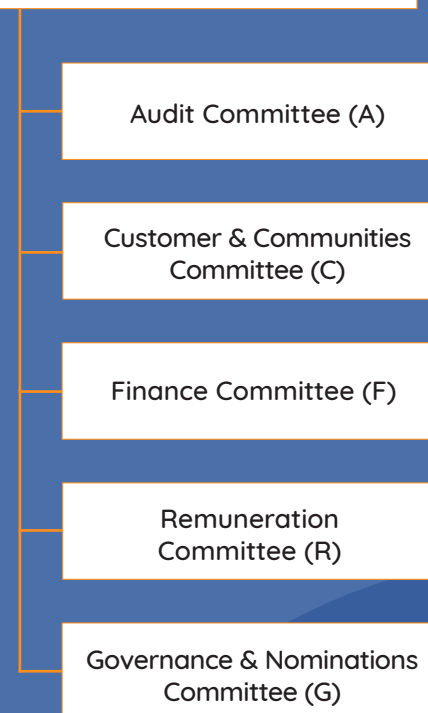 Audit Committee (A)
Customer & Communities
Committee (C)
Finance Committee (F)
Remuneration
Committee (R)
Governance & Nominations
Committee (G)